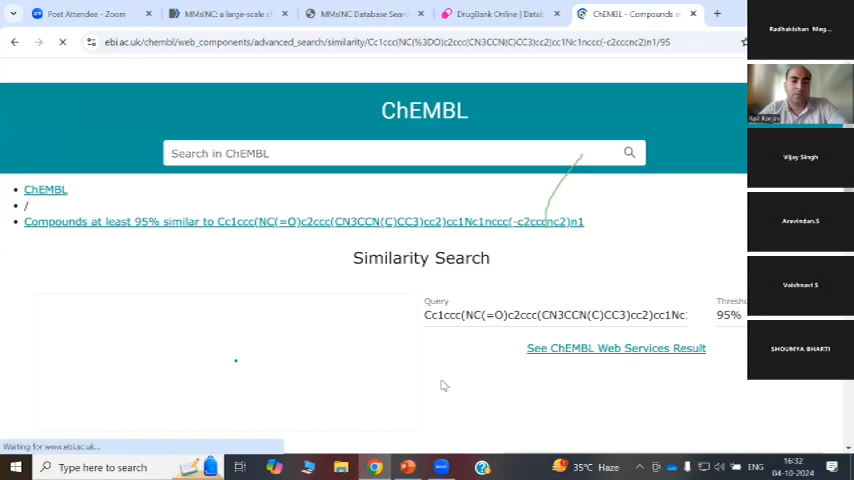 Post Attendee - Zoom
MMsINC: a large-scale c
MMsINC Database Search
DrugBank Online | Datab
ChEMBL - Compounds a
ebi.ac.uk/chembl/web_components/advanced_search/similarity/Cc1ccc(NC(%3DO)c2ccc(CN3CCN(C)CC3)cc2)cc1Nc1nccc(-c2cccnc2)n1/95
ChEMBL
Search in ChEMBL
ChEMBL
/
Compounds at least 95% similar to Cc1ccc(NC(=O)c2ccc(CN3CCN(C)CC3)cc2)cc1Nc1nccc(-c2cccnc2)n1
Similarity Search
Query
Thresh
Cc1ccc(NC(=O)c2ccc(CN3CCN(C)CC3)cc2)cc1Nc1
95%
See ChEMBL Web Services Result
Waiting for www.ebi.ac.uk...
Radhakishan Meg...
Vijay Singh
Aravindan.S
Vaishnavi S
SHOUMYA BHARTI
Type here to search
35°C Haze
ENG
16:32
04-10-2024